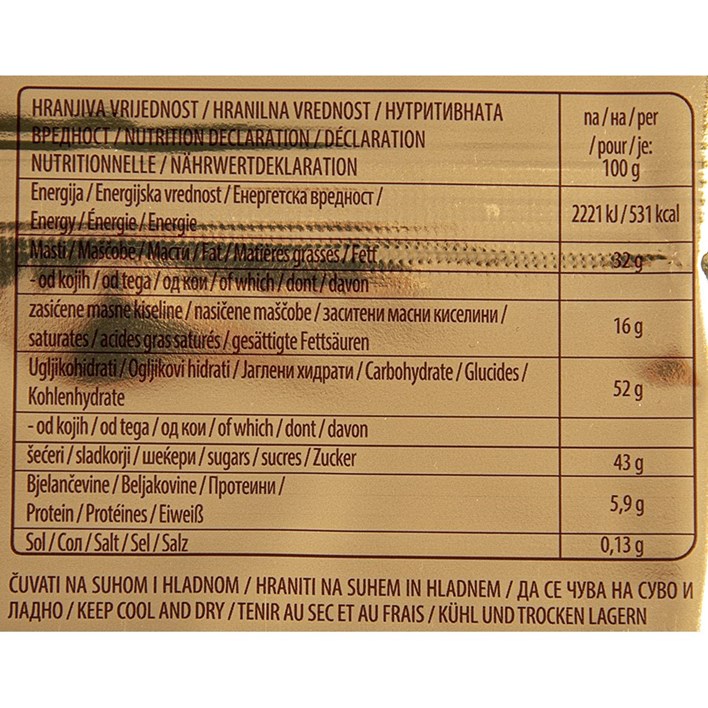 HRANJIVA VRIJEDNOST / HRANILNA VREDNOST / НУТРИТИВНАТА
ВРЕДНОСТ / NUTRITION DECLARATION / DÉCLARATION
NUTRITIONNELLE / NÄHRWERTDEKLARATION
na / на / per
/ pour / je:
100 g
Energija / Energijska vrednost / Енергетска вредност /
Energy / Énergie / Energie
2221 kJ / 531 kcal
Masti / Maščobe / Масти / Fat / Matières grasses / Fett
32 g
- od kojih / od tega / од кои / of which / dont / davon
zasićene masne kiseline / nasičene maščobe / заситени масни киселини /
saturates / acides gras saturés / gesättigte Fettsäuren
16 g
Ugljikohidrati / Ogljikovi hidrati / Јаглени хидрати / Carbohydrate / Glucides /
Kohlenhydrate
52 g
- od kojih / od tega / од кои / of which / dont / davon
šećeri / sladkorji / шеќери / sugars / sucres / Zucker
43 g
Bjelančevine / Beljakovine / Протеини /
Protein / Protéines / Eiweiß
5,9 g
Sol / Сол / Salt / Sel / Salz
0,13 g
ČUVATI NA SUHOM I HLADNOM / HRANITI NA SUHEM IN HLADNEM / ДА СЕ ЧУВА НА СУВО И
ЛАДНО / KEEP COOL AND DRY / TENIR AU SEC ET AU FRAIS / KÜHL UND TROCKEN LAGERN